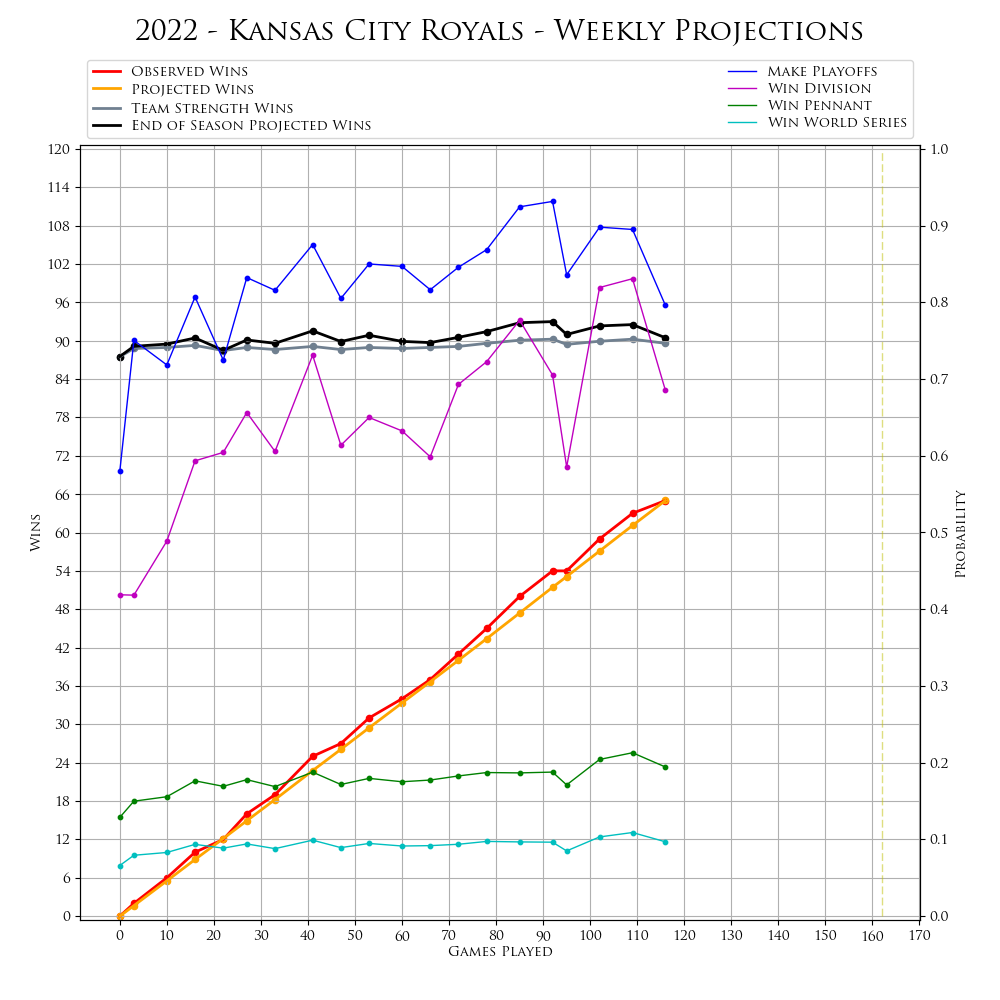 2022 - Kansas City Royals - Weekly Projections
Observed Wins
Projected Wins
Team Strength Wins
End of Season Projected Wins
Make Playoffs
Win Division
Win Pennant
Win World Series
120
114
108
102
96
90
84
78
72
66
60
54
48
42
36
30
24
18
12
6
0
Wins
1.0
0.9
0.8
0.7
0.6
0.5
0.4
0.3
0.2
0.1
0.0
Probability
0 10 20 30 40 50 60 70 80 90 100 110 120 130 140 150 160 170
Games Played